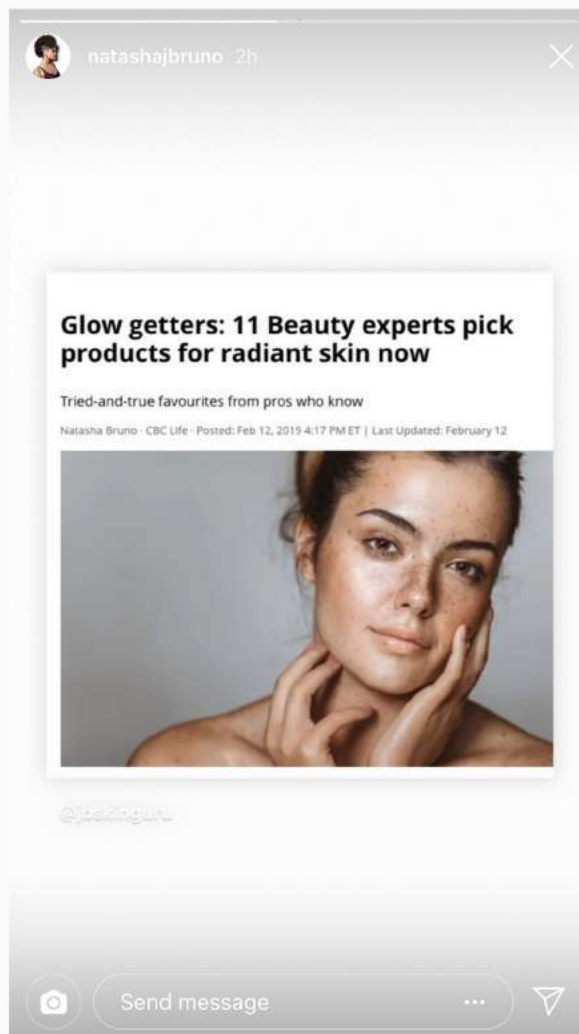 natashajbruno 2h
Glow getters: 11 Beauty experts pick
products for radiant skin now
Tried-and-true favourites from pros who know
Natasha Bruno · CBC Life · Posted: Feb 12, 2019 4:17 PM ET | Last Updated: February 12
@jbskinguru
Send message